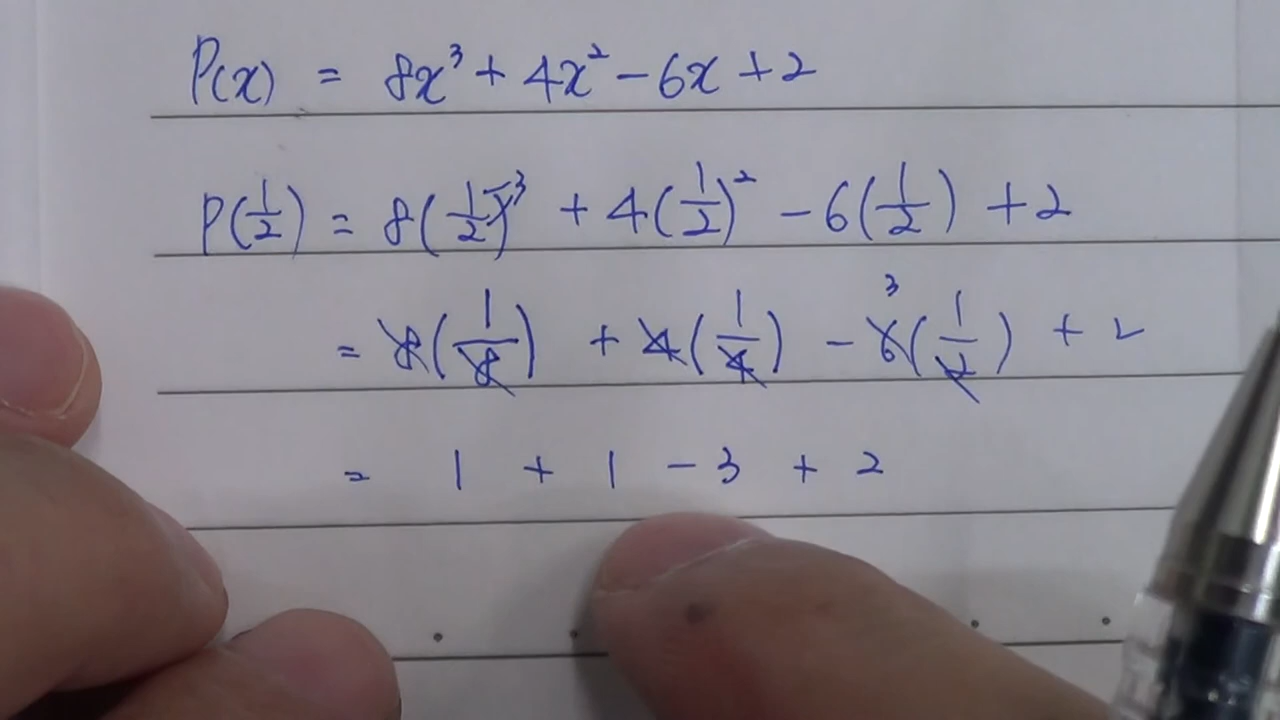 P(x) = 8x³ + 4x² - 6x + 2
P(1/2) = 8(1/2)³ + 4(1/2)² - 6(1/2) + 2
= 8(1/8) + 4(1/4) - 6(1/2) 3 + 2
= 1 + 1 - 3 + 2